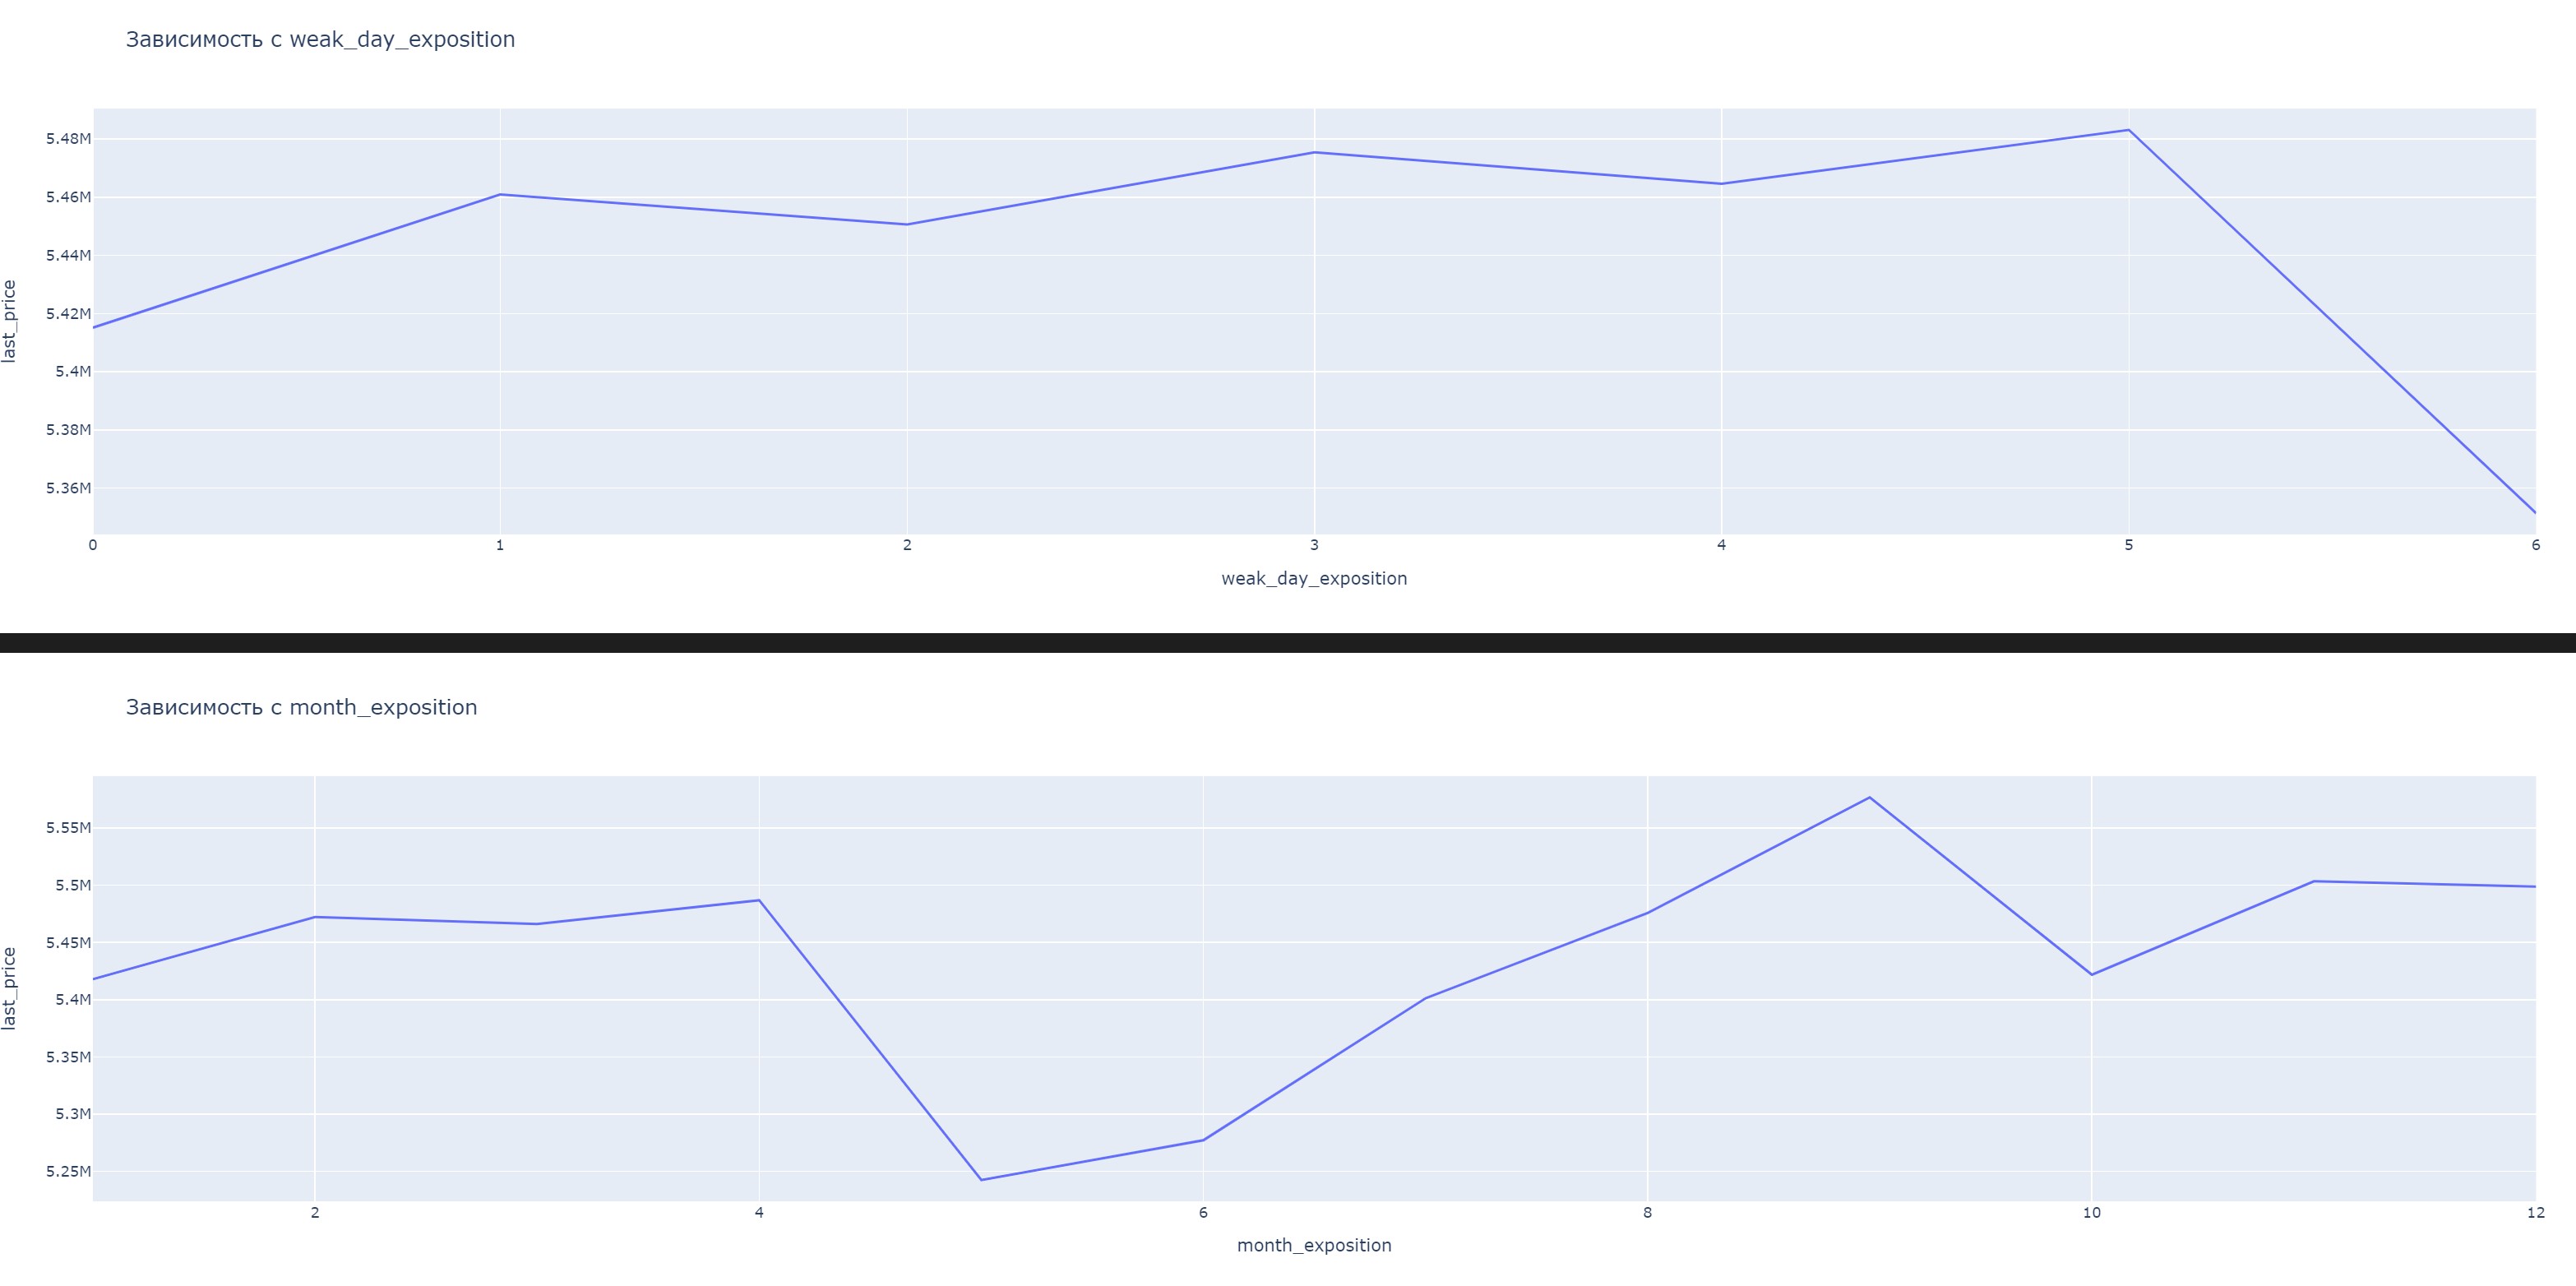 Зависимость с weak_day_exposition
5.48M
5.46M
5.44M
5.42M
5.4M
5.38M
5.36M
last_price
0 1 2 3 4 5 6
weak_day_exposition
Зависимость с month_exposition
5.55M
5.5M
5.45M
5.4M
5.35M
5.3M
5.25M
last_price
2 4 6 8 10 12
month_exposition